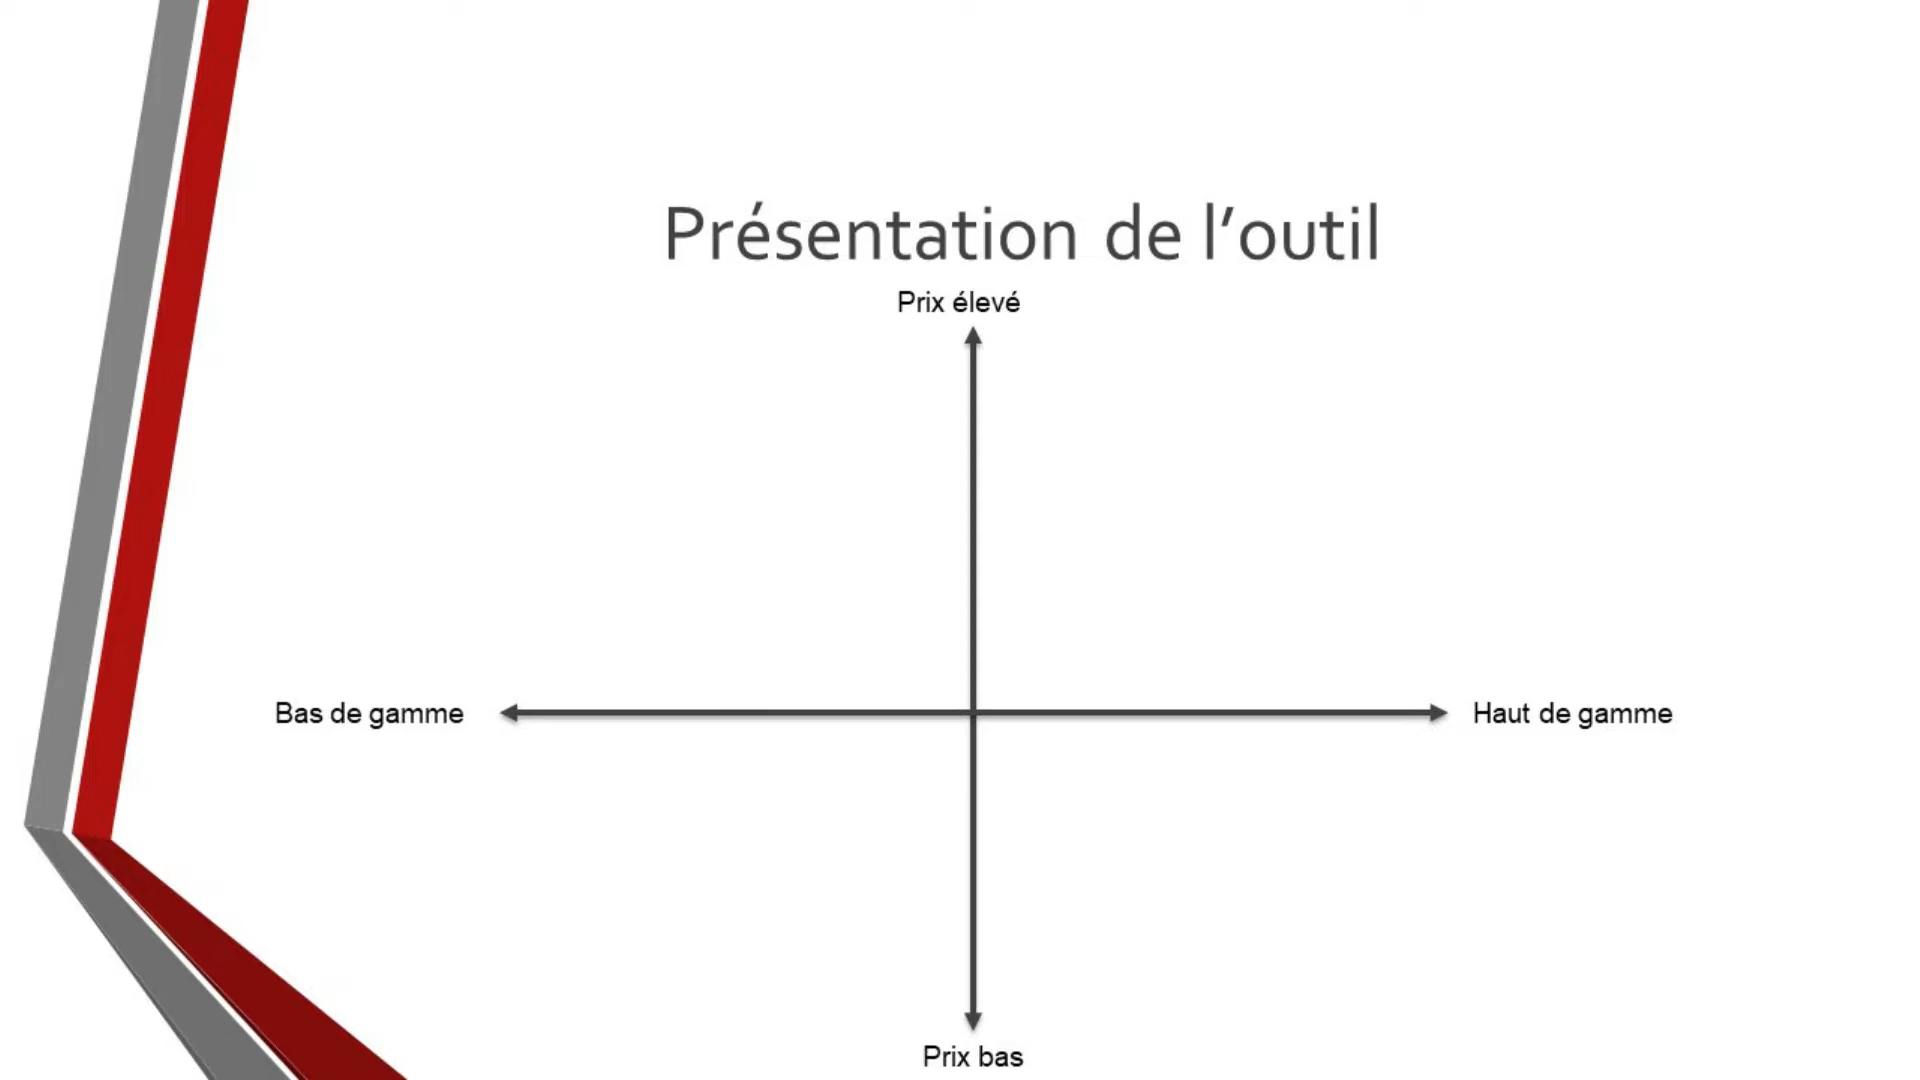 Présentation de l’outil
Prix élevé
Bas de gamme
Haut de gamme
Prix bas